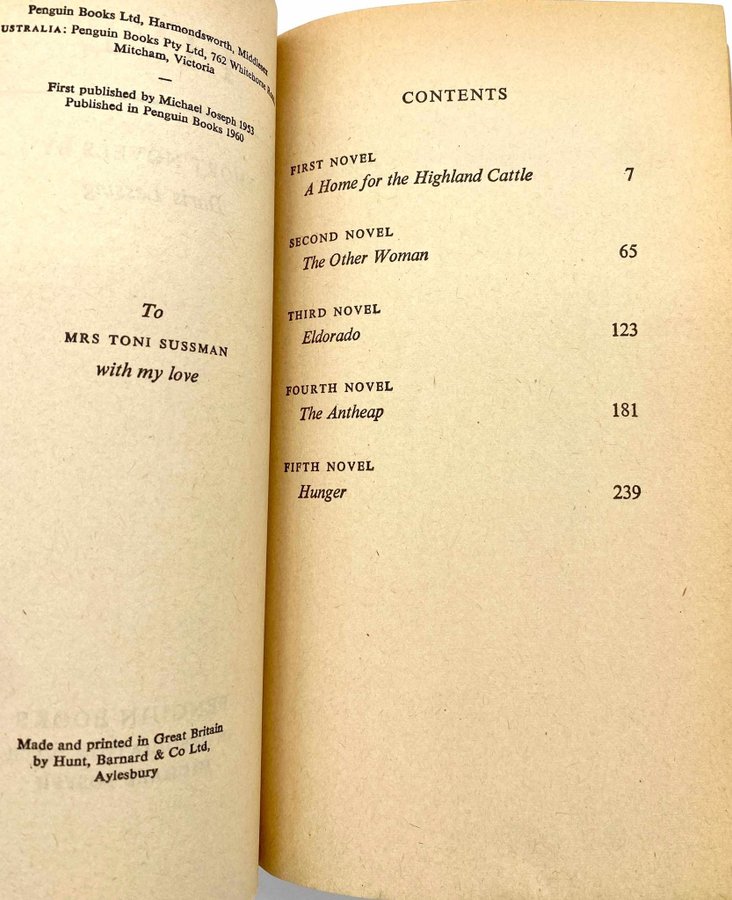 Penguin Books Ltd, Harmondsworth, Middlesex
USTRALIA: Penguin Books Pty Ltd, 762 Whitehorse Road,
Mitcham, Victoria
—
First published by Michael Joseph 1953
Published in Penguin Books 1960
To
MRS TONI SUSSMAN
with my love
Made and printed in Great Britain
by Hunt, Barnard & Co Ltd,
Aylesbury
CONTENTS
FIRST NOVEL
A Home for the Highland Cattle 7
SECOND NOVEL
The Other Woman 65
THIRD NOVEL
Eldorado 123
FOURTH NOVEL
The Antheap 181
FIFTH NOVEL
Hunger 239